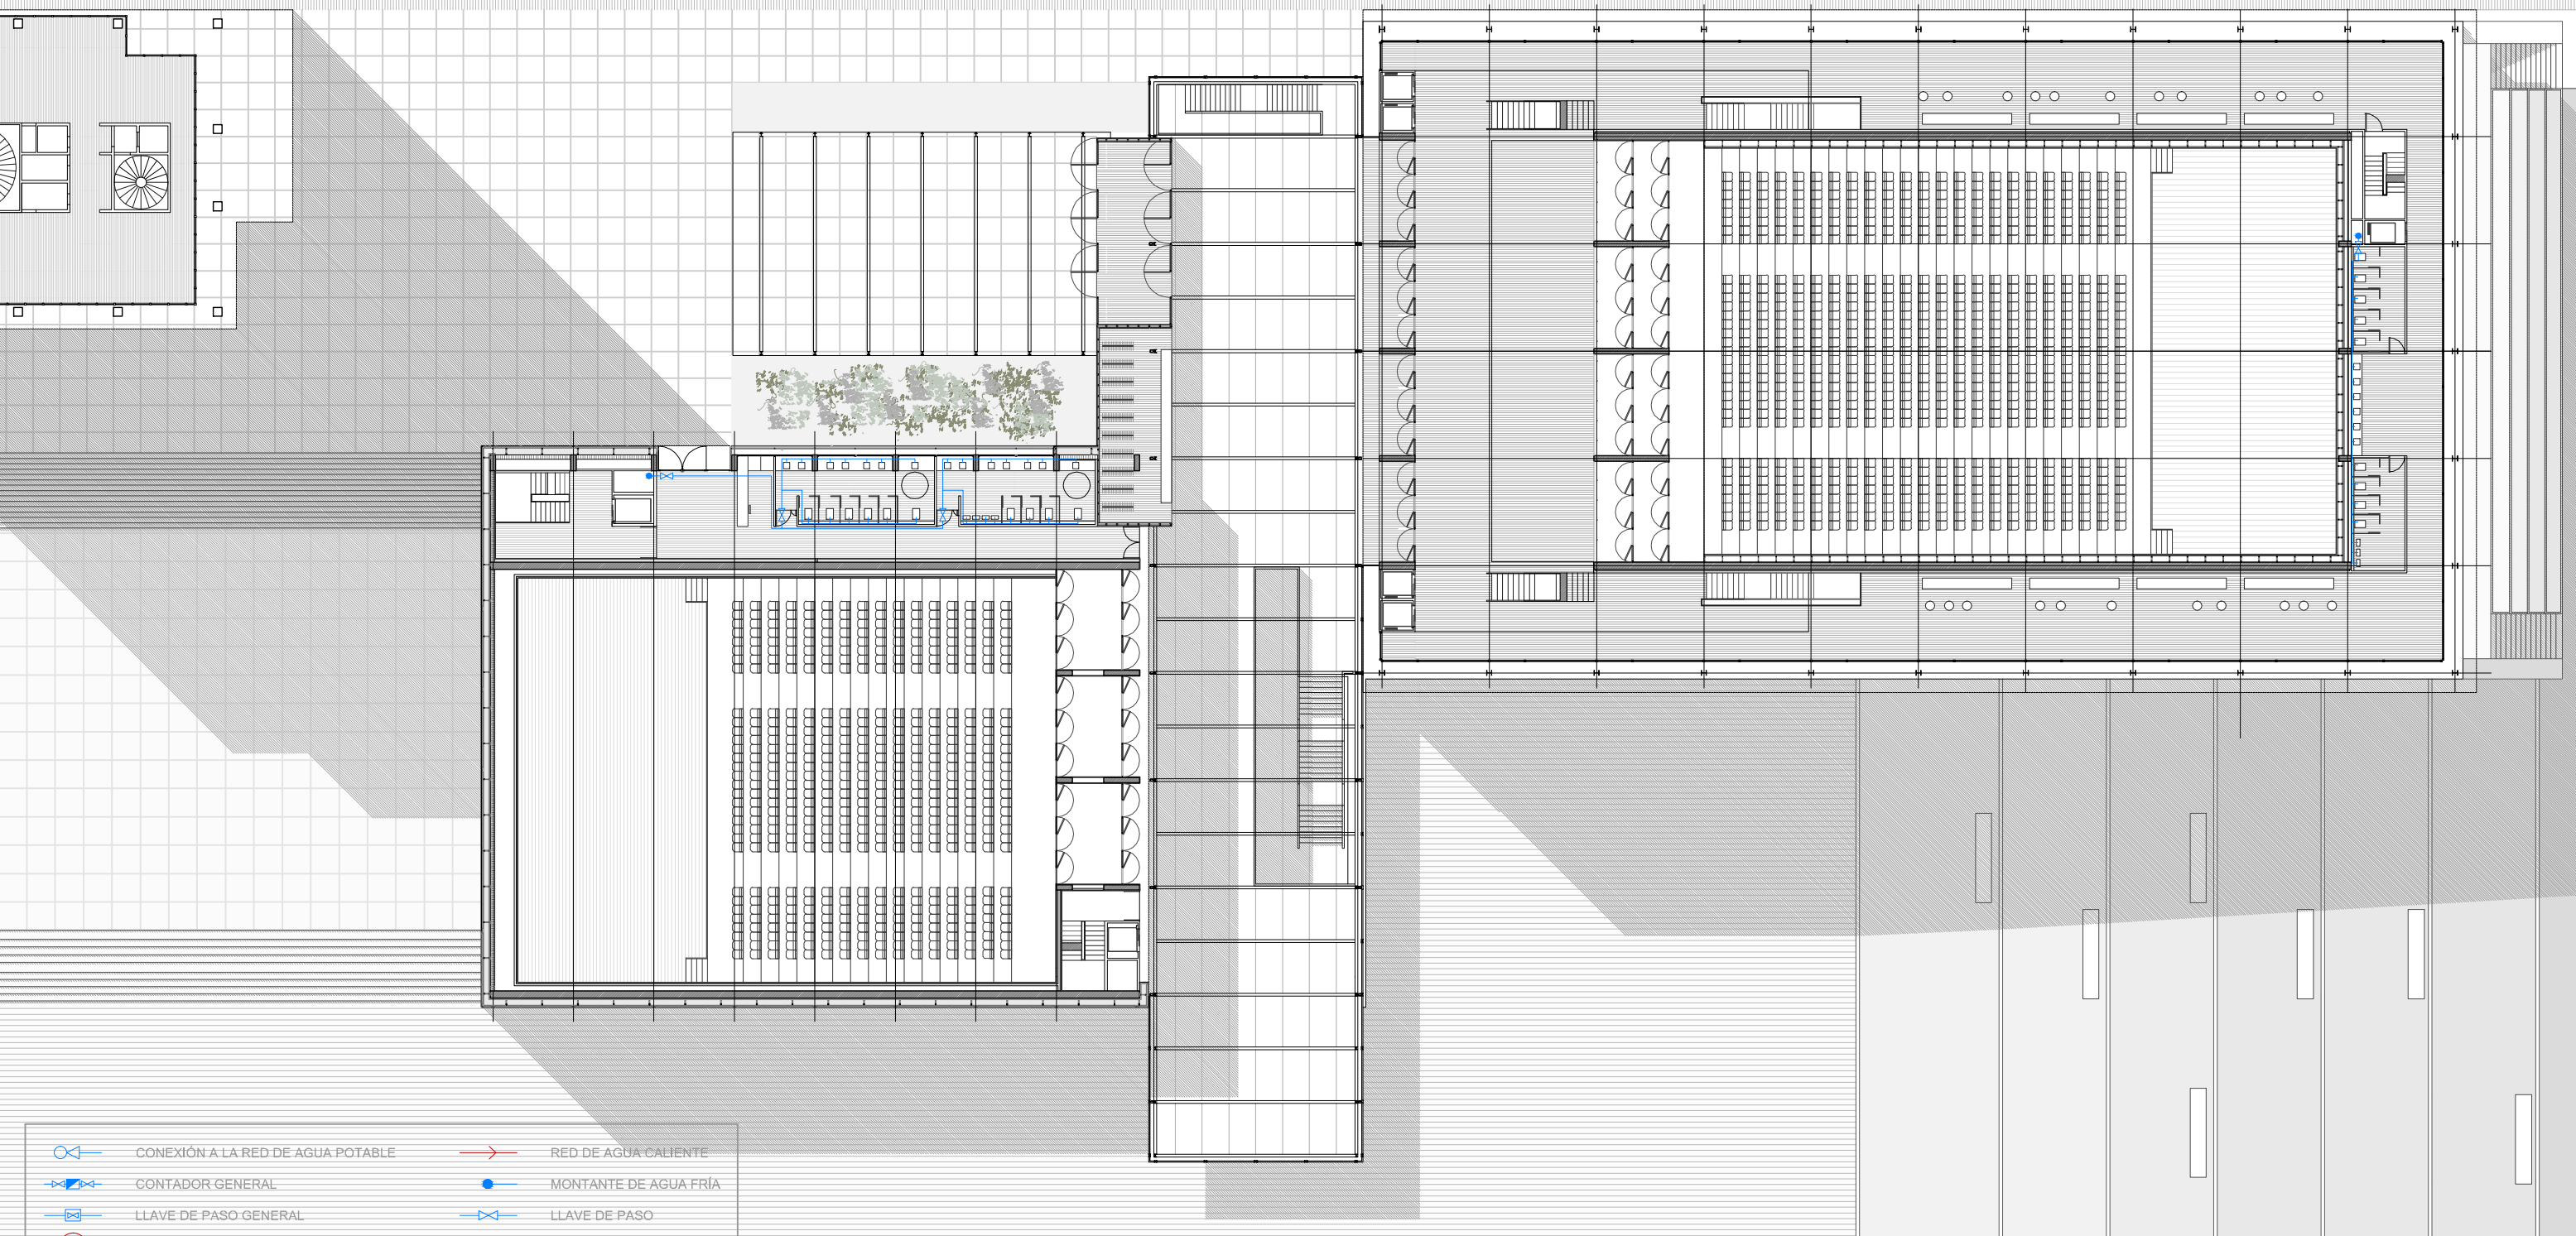 CONEXIÓN A LA RED DE AGUA POTABLE
RED DE AGUA CALIENTE
CONTADOR GENERAL
MONTANTE DE AGUA FRÍA
LLAVE DE PASO GENERAL
LLAVE DE PASO